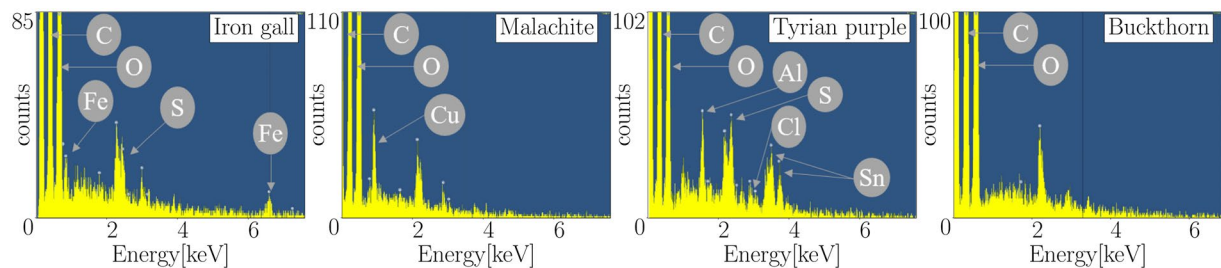 85
Iron gall
C
O
Fe
S
Fe
counts
0
2
4
6
Energy[keV]
110
Malachite
C
O
Cu
counts
0
2
4
6
Energy[keV]
102
Tyrian purple
C
O
Al
S
Cl
Sn
counts
0
2
4
6
Energy[keV]
100
Buckthorn
C
O
counts
0
2
4
6
Energy[keV]